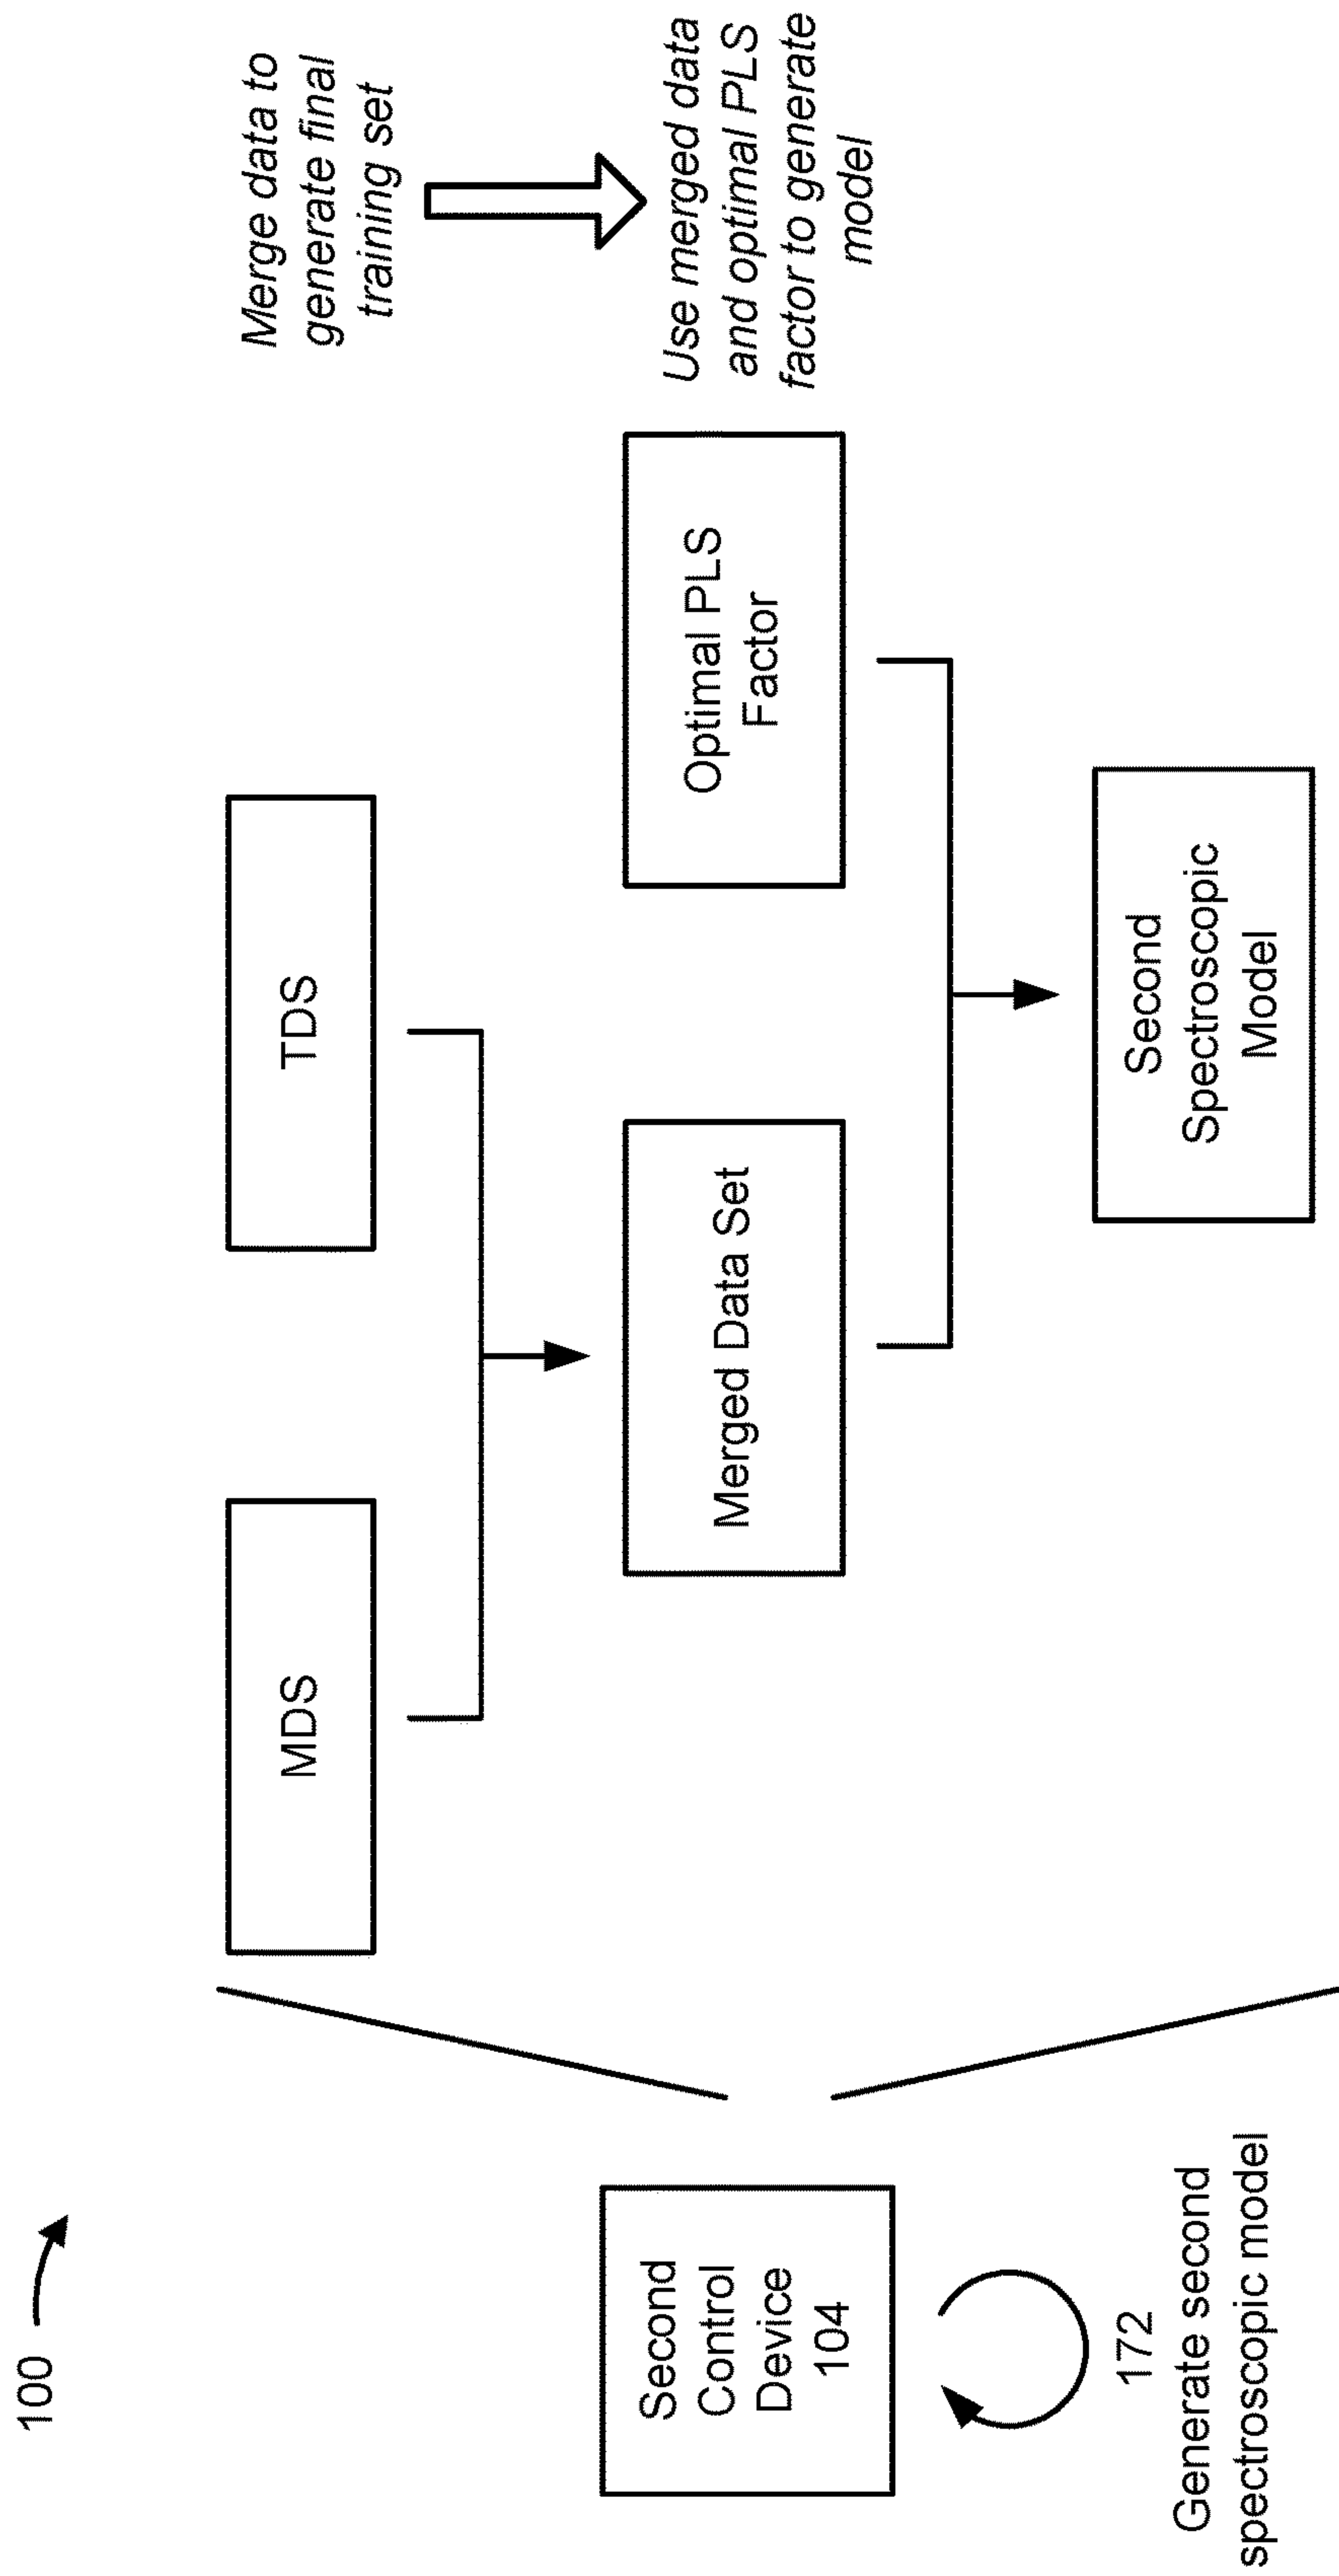 100
Second
Control
Device
104
172
Generate second
spectroscopic model
MDS
TDS
Merge data to
generate final
training set
Merged Data Set
Optimal PLS
Factor
Use merged data
and optimal PLS
factor to generate
model
Second
Spectroscopic
Model